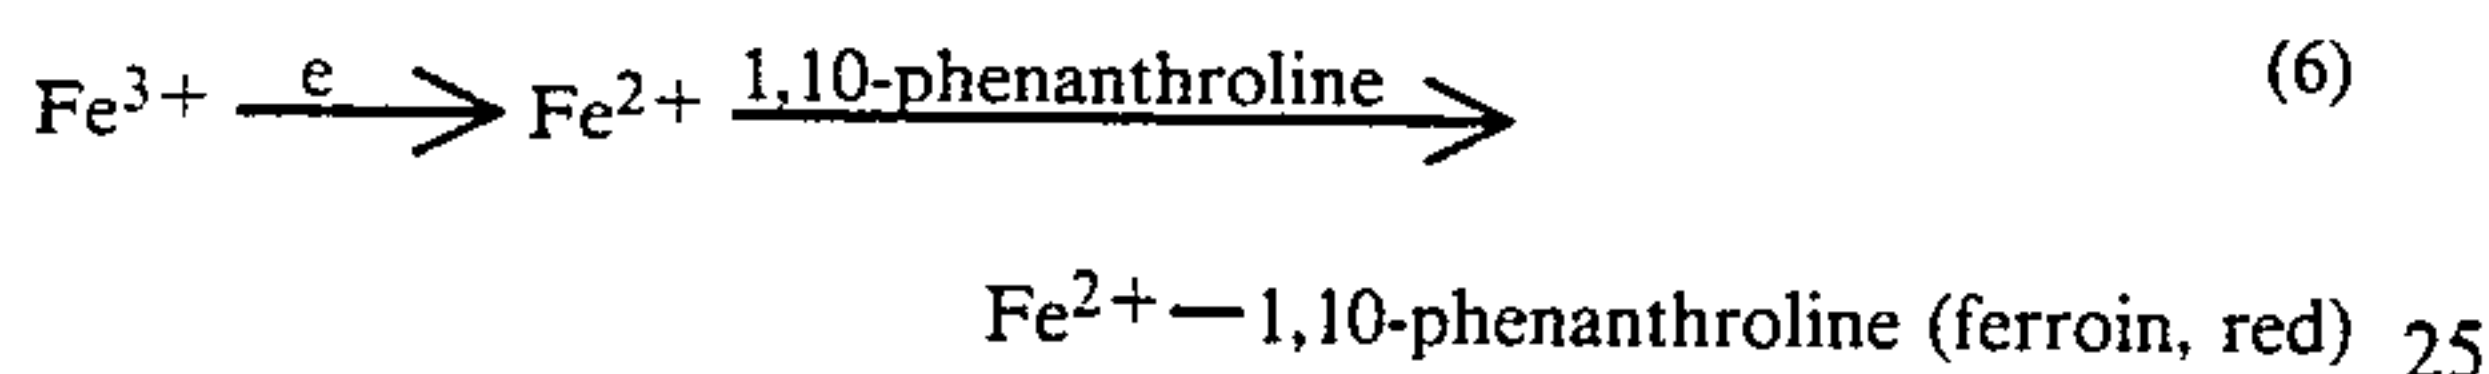 Fe³⁺ —e→ Fe²⁺ —1,10-phenanthroline→ (6)
Fe²⁺—1,10-phenanthroline (ferroin, red) 25